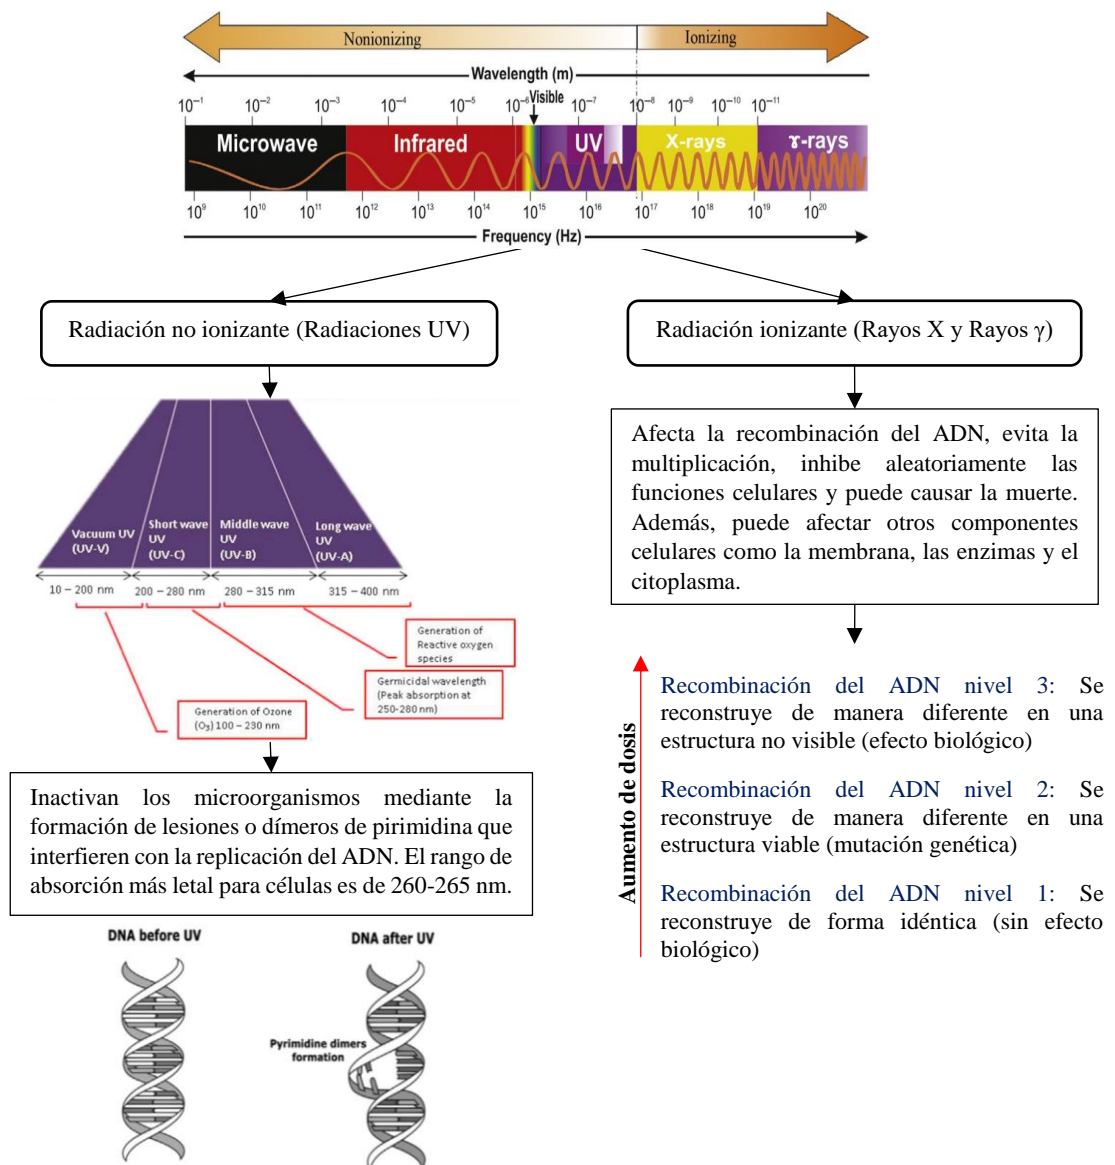 Nonionizing
Ionizing
Wavelength (m)
Visible
10⁻¹ 10⁻² 10⁻³ 10⁻⁴ 10⁻⁵ 10⁻⁶ 10⁻⁷ 10⁻⁸ 10⁻⁹ 10⁻¹⁰ 10⁻¹¹
Microwave Infrared UV X-rays ɤ-rays
10⁹ 10¹⁰ 10¹¹ 10¹² 10¹³ 10¹⁴ 10¹⁵ 10¹⁶ 10¹⁷ 10¹⁸ 10¹⁹ 10²⁰
Frequency (Hz)
Radiación no ionizante (Radiaciones UV)
Vacuum UV
(UV-V)
Short wave
UV
(UV-C)
Middle wave
UV
(UV-B)
Long wave
UV
(UV-A)
10 – 200 nm
200 – 280 nm
280 – 315 nm
315 – 400 nm
Generation of
Reactive oxygen
species
Germicidal wavelength
(Peak absorption at
250-280 nm)
Generation of Ozone
(O₃) 100 – 230 nm
Inactivan los microorganismos mediante la
formación de lesiones o dímeros de pirimidina que
interfieren con la replicación del ADN. El rango de
absorción más letal para células es de 260-265 nm.
DNA before UV
DNA after UV
Pyrimidine dimers
formation
Radiación ionizante (Rayos X y Rayos γ)
Afecta la recombinación del ADN, evita la
multiplicación, inhibe aleatoriamente las
funciones celulares y puede causar la muerte.
Además, puede afectar otros componentes
celulares como la membrana, las enzimas y el
citoplasma.
Aumento de dosis
Recombinación del ADN nivel 3: Se
reconstruye de manera diferente en una
estructura no visible (efecto biológico)
Recombinación del ADN nivel 2: Se
reconstruye de manera diferente en una
estructura viable (mutación genética)
Recombinación del ADN nivel 1: Se
reconstruye de forma idéntica (sin efecto
biológico)